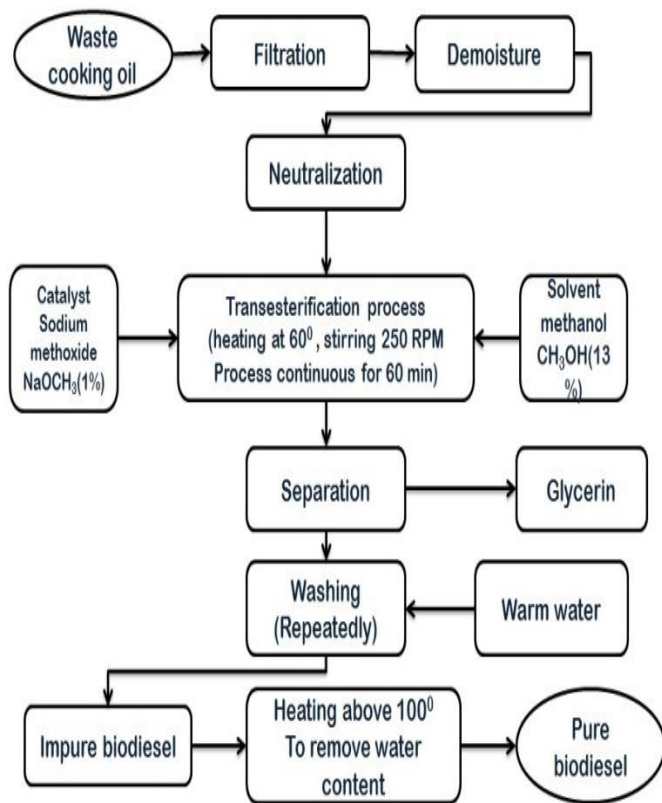 Waste
cooking oil
Filtration
Demoisture
Neutralization
Catalyst
Sodium
methoxide
NaOCH₃(1%)
Transesterification process
(heating at 60⁰ , stirring 250 RPM
Process continuous for 60 min)
Solvent
methanol
CH₃OH(13
%)
Separation
Glycerin
Washing
(Repeatedly)
Warm water
Impure biodiesel
Heating above 100⁰
To remove water
content
Pure
biodiesel